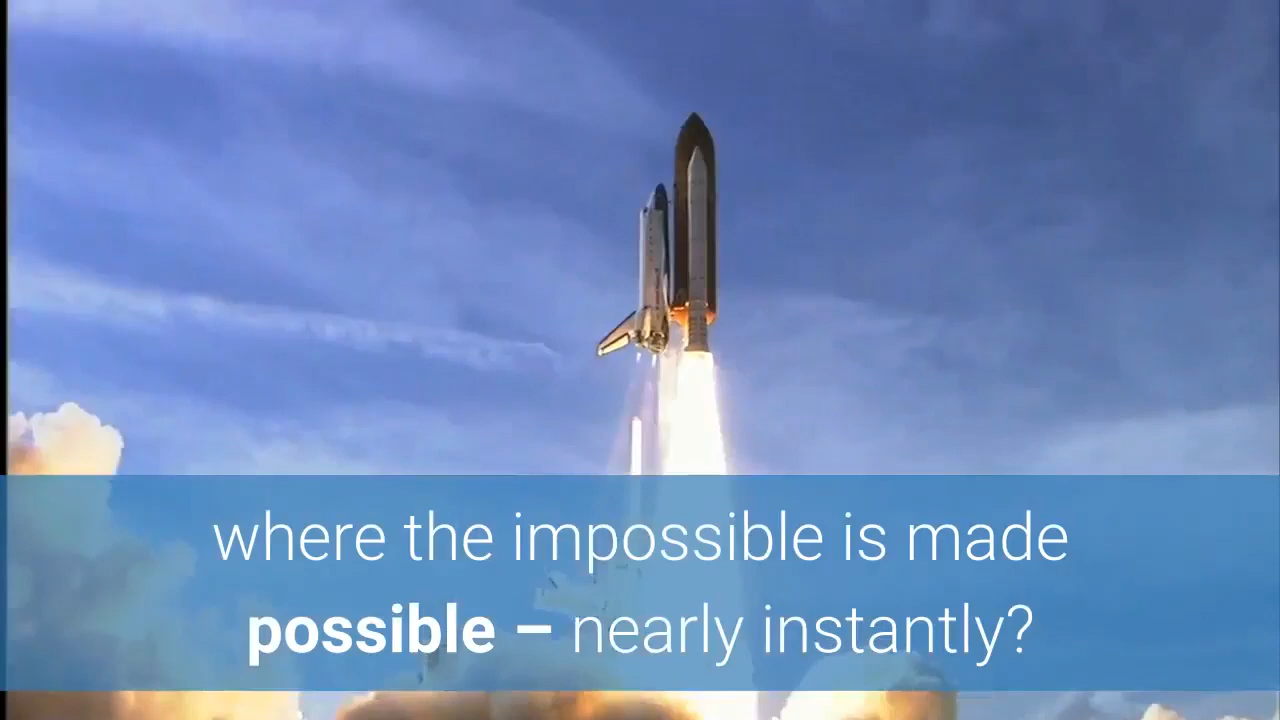 where the impossible is made
possible – nearly instantly?